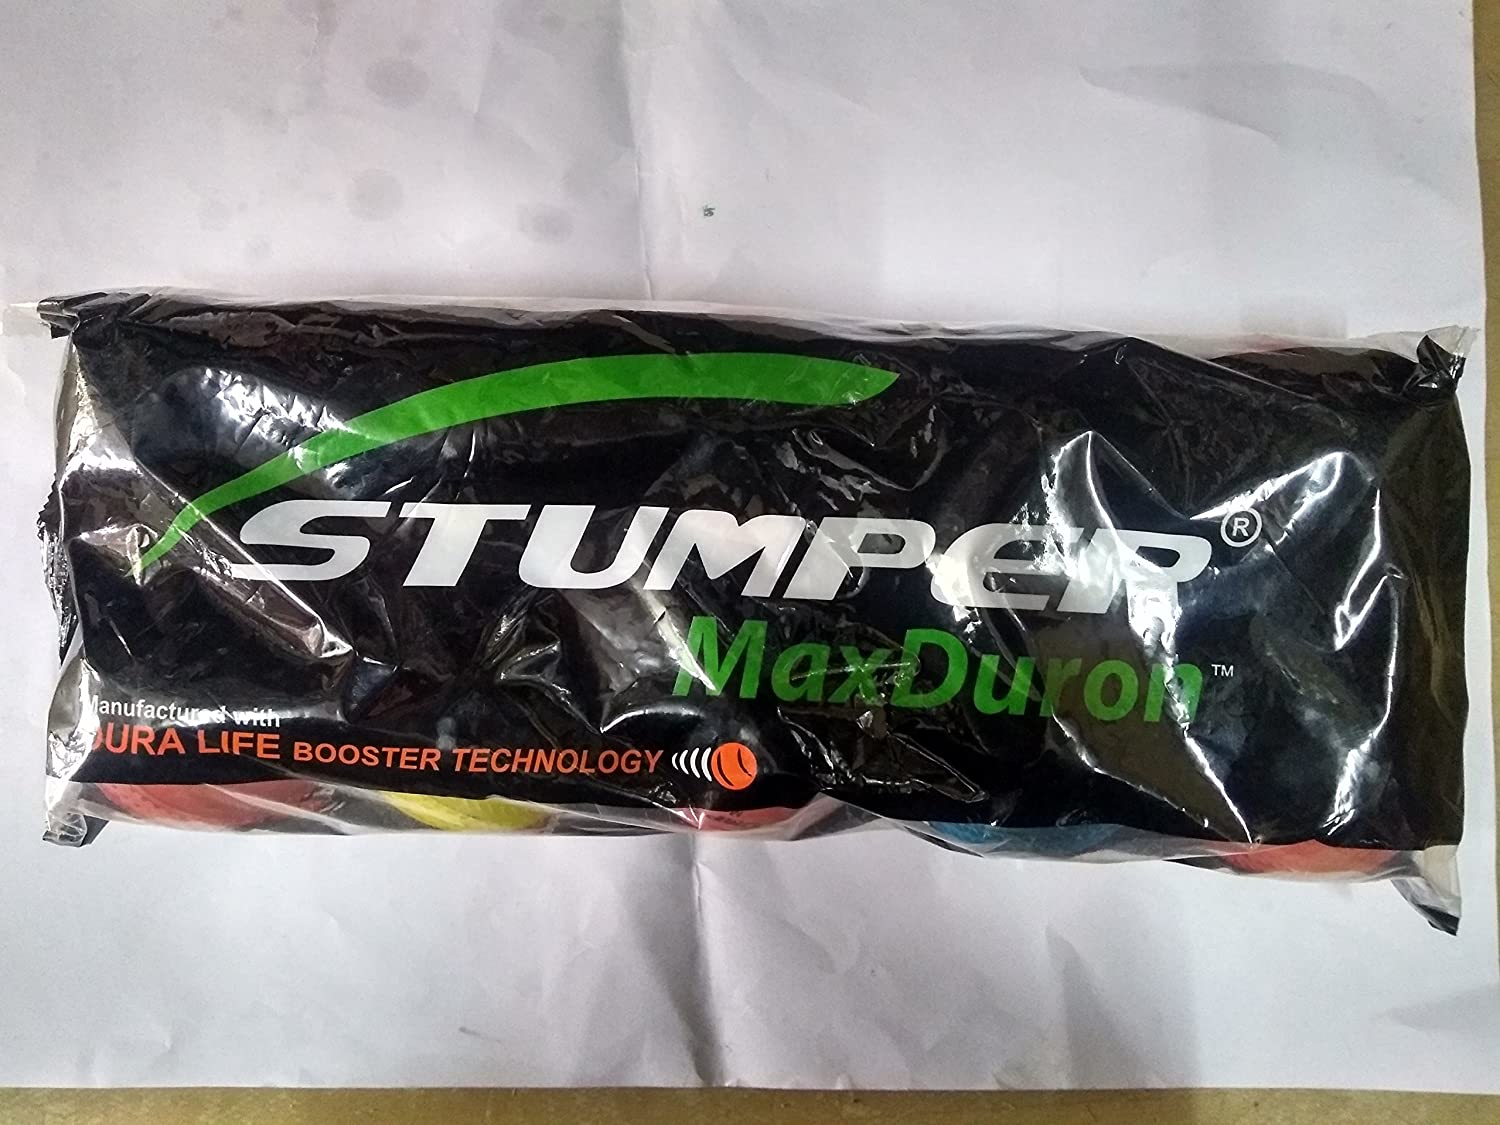 STUMPER®
MaxDuron™
Manufactured with
DURA LIFE BOOSTER TECHNOLOGY